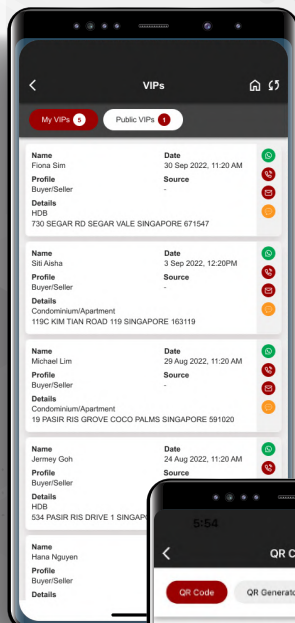 VIPs
My VIPs 5
Public VIPs 1
Name Date
Fiona Sim 30 Sep 2022, 11:20 AM
Profile Source
Buyer/Seller -
Details
HDB
730 SEGAR RD SEGAR VALE SINGAPORE 671547
Name Date
Siti Aisha 3 Sep 2022, 12:20PM
Profile Source
Buyer/Seller -
Details
Condominium/Apartment
119C KIM TIAN ROAD 119 SINGAPORE 163119
Name Date
Michael Lim 29 Aug 2022, 11:20 AM
Profile Source
Buyer/Seller -
Details
Condominium/Apartment
19 PASIR RIS GROVE COCO PALMS SINGAPORE 591020
Name Date
Jermey Goh 24 Aug 2022, 11:20 AM
Profile Source
Buyer/Seller
Details
HDB
534 PASIR RIS DRIVE 1 SINGAP
Name
Hana Nguyen
Profile
Buyer/Seller
Details
5:54
QR C
QR Code
QR Generato